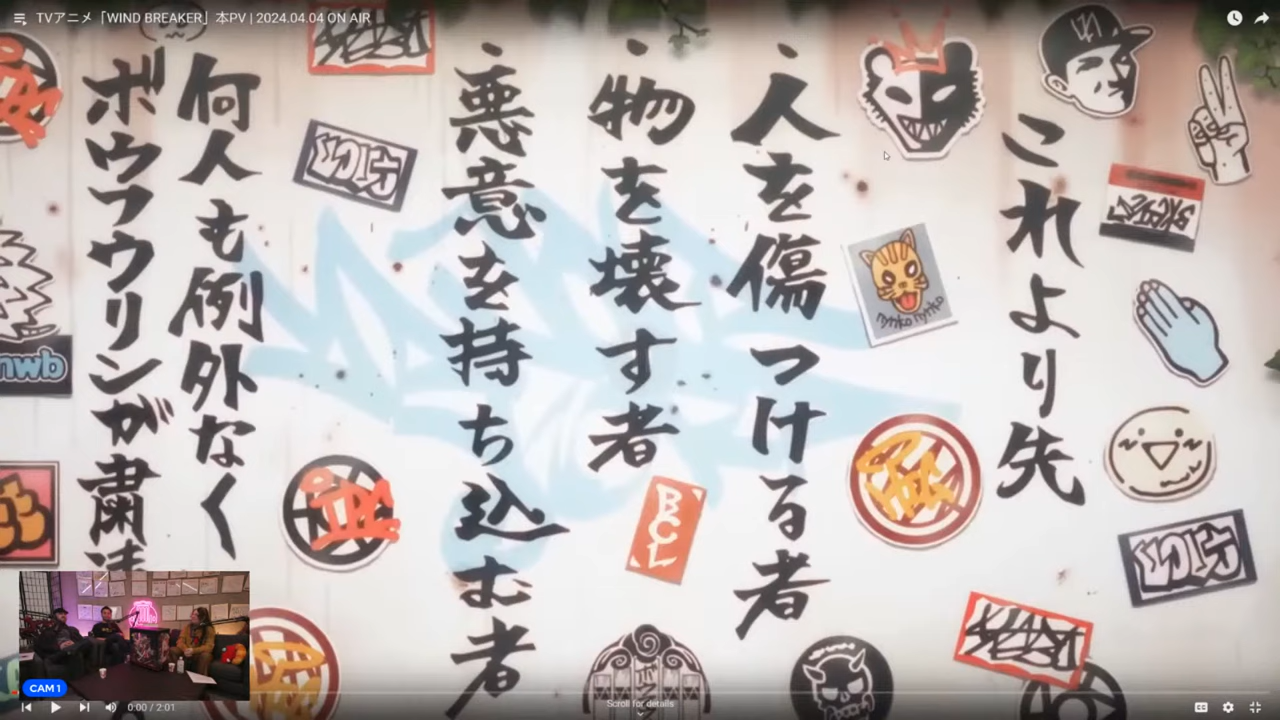 TVアニメ「WIND BREAKER」本PV | 2024.04.04 ON AIR
これより先
・人を傷つける者
・物を壊す者
・悪意を持ち込む者
何人も例外なく
ボウフウリンが粛清
nyniko nyniko
BCL
nwb
CAM 1
0:00 / 2:01
Scroll for details